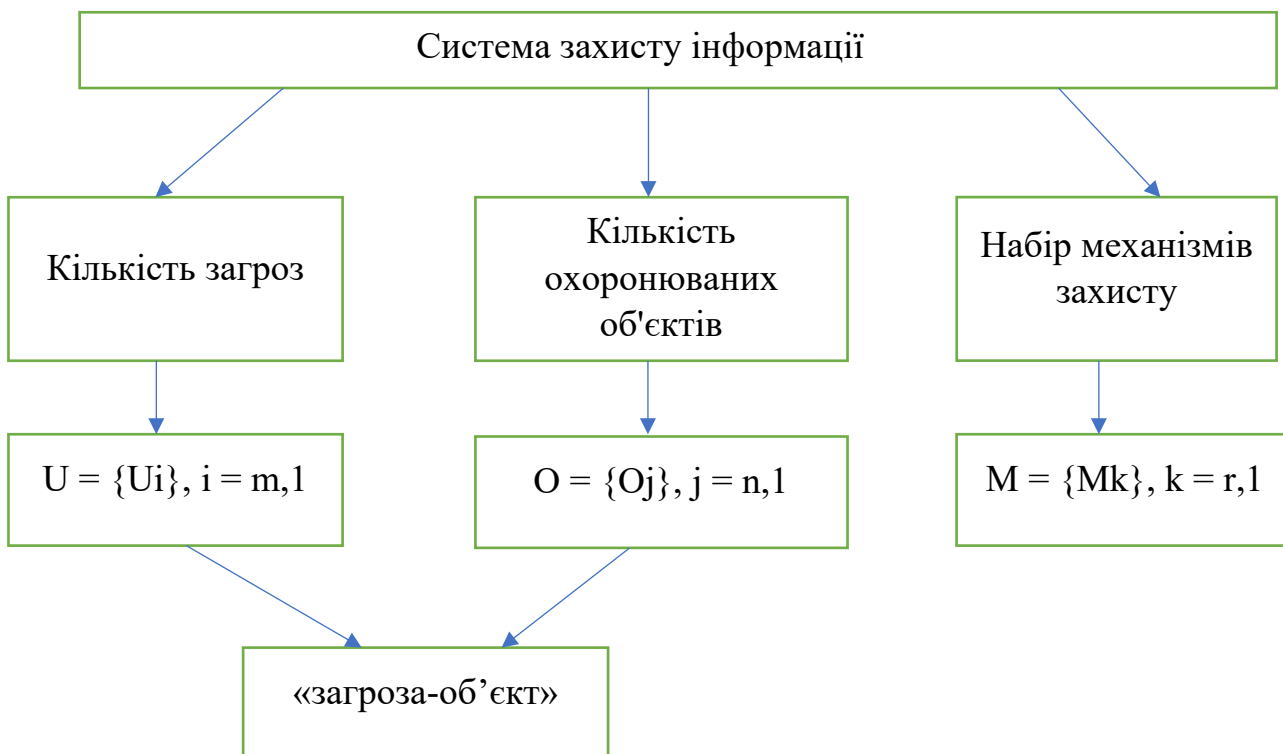 Система захисту інформації
Кількість загроз
Кількість
охоронюваних
об'єктів
Набір механізмів
захисту
U = {Ui}, i = m,1
O = {Oj}, j = n,1
M = {Mk}, k = r,1
«загроза-об’єкт»